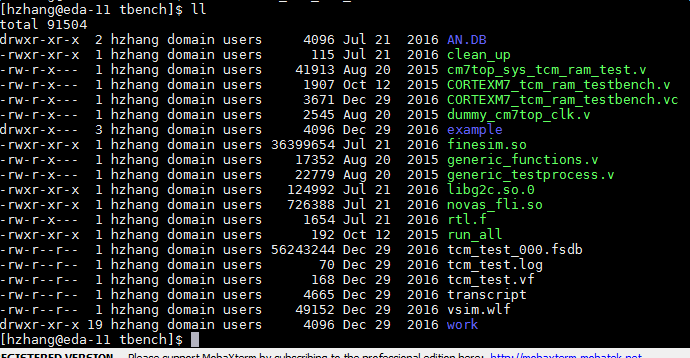 [hzhang@eda-11 tbench]$ ll
total 91504
drwxr-xr-x  2 hzhang domain users     4096 Jul 21  2016 AN.DB
-rwxr-xr-x  1 hzhang domain users      115 Jul 21  2016 clean_up
-rw-r-x---  1 hzhang domain users    41913 Aug 20  2015 cm7top_sys_tcm_ram_test.v
-rw-r-x---  1 hzhang domain users     1907 Oct 12  2015 CORTEXM7_tcm_ram_testbench.v
-rw-r-x---  1 hzhang domain users     3671 Dec 29  2016 CORTEXM7_tcm_ram_testbench.vc
-rw-r-x---  1 hzhang domain users     2545 Aug 20  2015 dummy_cm7top_clk.v
drwxr-x---  3 hzhang domain users     4096 Dec 29  2016 example
-rwxr-xr-x  1 hzhang domain users 36399654 Jul 21  2016 finesim.so
-rw-r-x---  1 hzhang domain users    17352 Aug 20  2015 generic_functions.v
-rw-r-x---  1 hzhang domain users    22779 Aug 20  2015 generic_testprocess.v
-rwxr-xr-x  1 hzhang domain users   124992 Jul 21  2016 libg2c.so.0
-rwxr-xr-x  1 hzhang domain users   726388 Jul 21  2016 novas_fli.so
-rw-r-x---  1 hzhang domain users     1654 Jul 21  2016 rtl.f
-rwxr-xr-x  1 hzhang domain users      192 Oct 12  2015 run_all
-rw-r--r--  1 hzhang domain users 56243244 Dec 29  2016 tcm_test_000.fsdb
-rw-r--r--  1 hzhang domain users       70 Dec 29  2016 tcm_test.log
-rw-r-x---  1 hzhang domain users      168 Dec 29  2016 tcm_test.vf
-rw-r--r--  1 hzhang domain users     4665 Dec 29  2016 transcript
-rw-r--r--  1 hzhang domain users    49152 Dec 29  2016 vsim.wlf
drwxr-xr-x 19 hzhang domain users     4096 Dec 29  2016 work
[hzhang@eda-11 tbench]$
EGISTERED VERSION - Please support MobaXterm by subscribing to the professional edition here: http://mobaxterm.mobatek.net